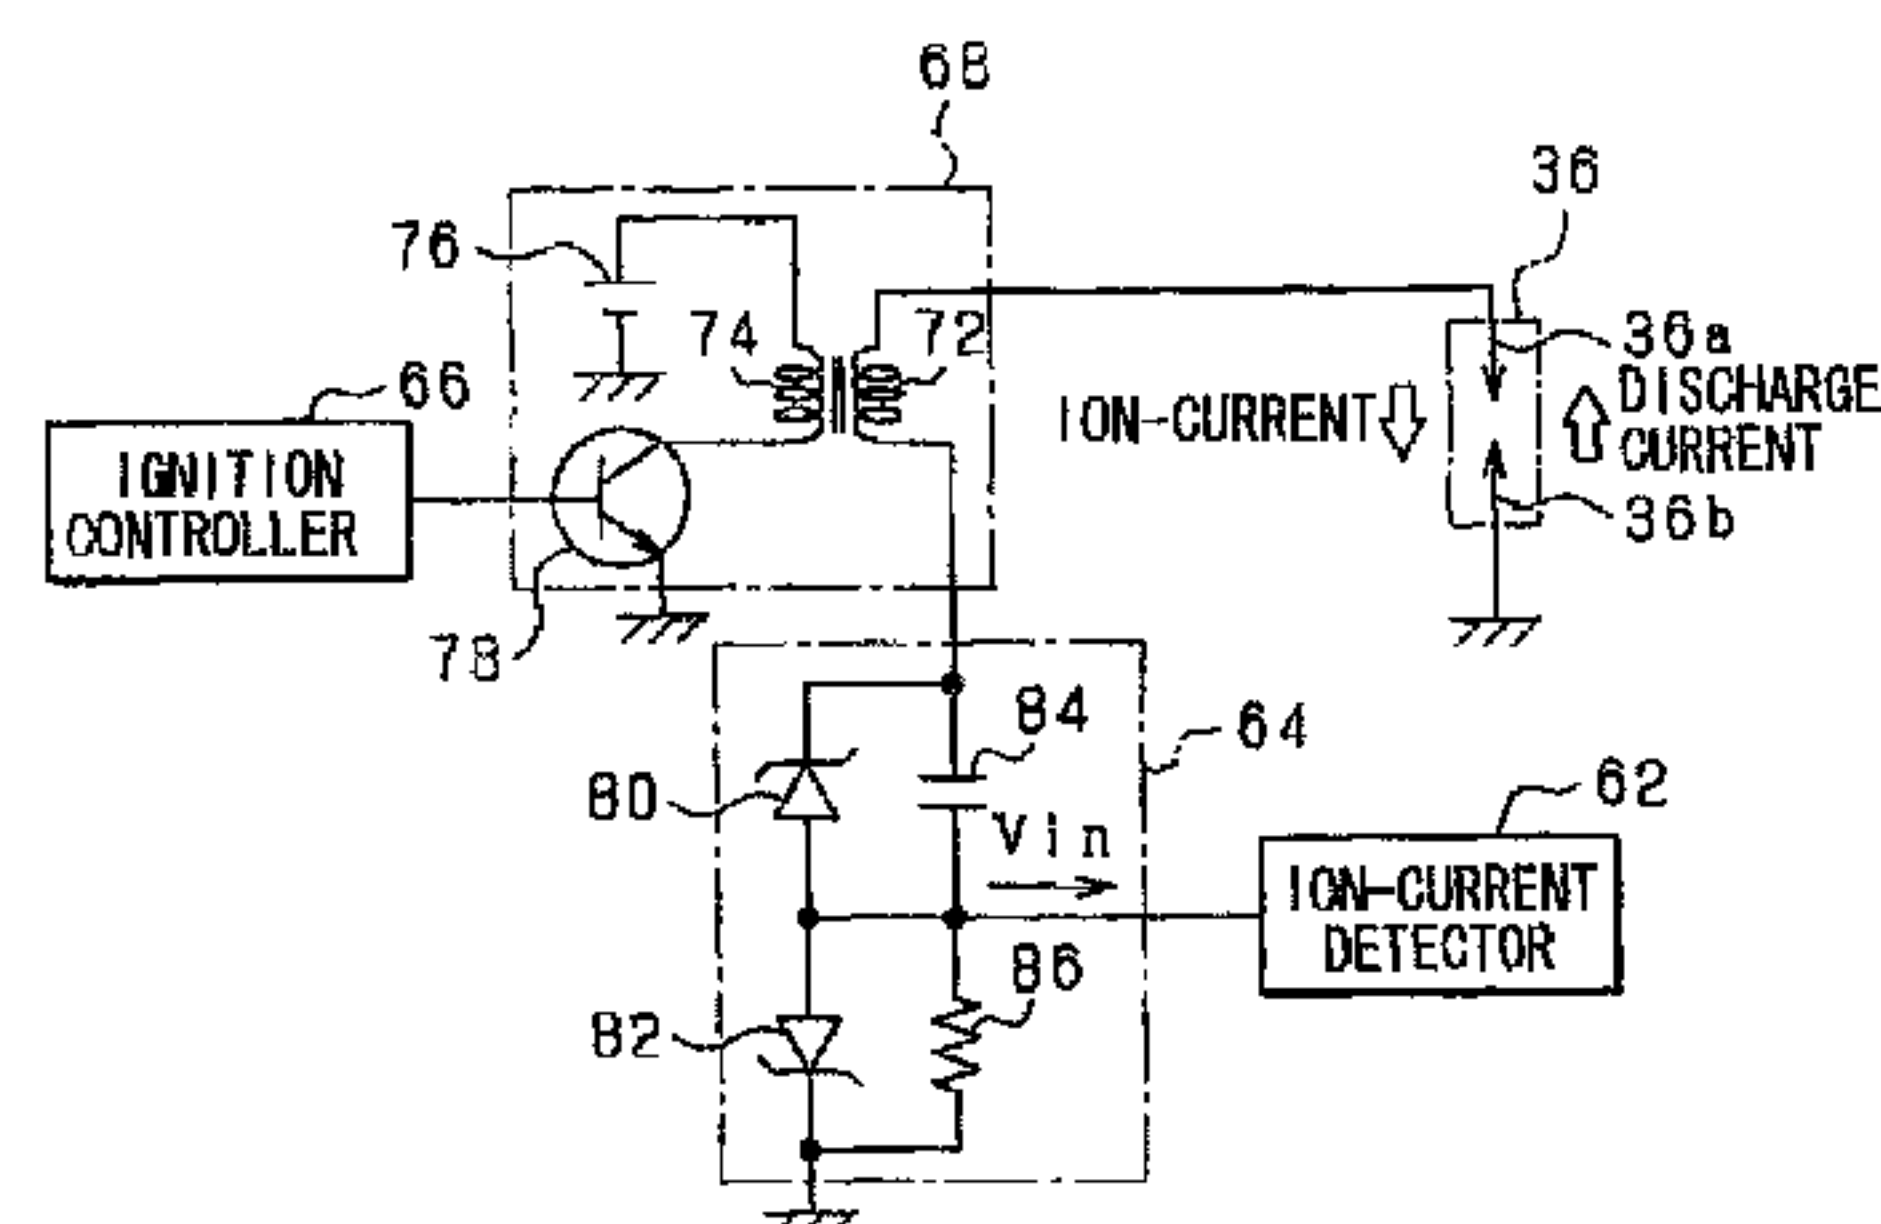 68
36
76
74
72
36a
66
ION-CURRENT
DISCHARGE
CURRENT
IGNITION
CONTROLLER
36b
78
84
64
80
62
Vin
ION-CURRENT
DETECTOR
86
82